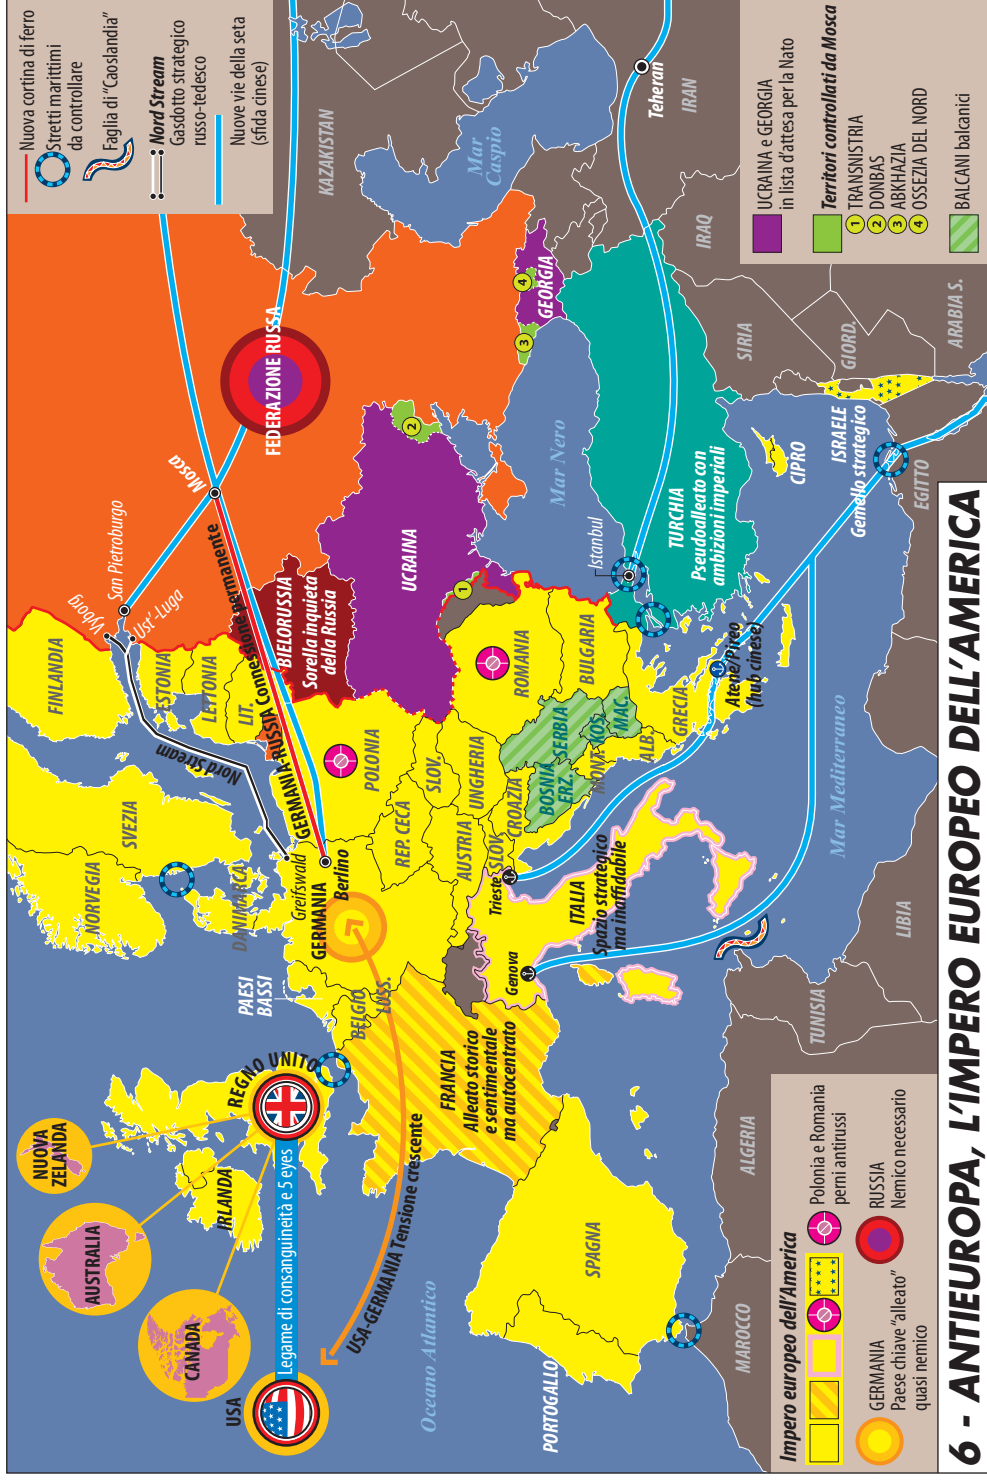 6 - ANTIEUROPA, L'IMPERO EUROPEO DELL'AMERICA
NUOVA
ZELANDA
AUSTRALIA
CANADA
USA
Legame di consanguineità e 5 eyes
REGNO UNITO
IRLANDA
USA-GERMANIA Tensione crescente
Oceano Atlantico
PORTOGALLO
SPAGNA
FRANCIA
Alleato storico
e sentimentale
ma autocentrato
PAESI
BASSI
BELGIO
LUSS.
GERMANIA
Berlino
Greifswald
DANIMARCA
NORVEGIA
SVEZIA
FINLANDIA
Nord Stream
Vyborg
San Pietroburgo
Ust'-Luga
ESTONIA
LETTONIA
LIT.
GERMANIA-RUSSIA Connessione permanente
Mosca
FEDERAZIONE RUSSA
BIELORUSSIA
Sorella inquieta
della Russia
POLONIA
REP. CECA
SLOV.
AUSTRIA
UNGHERIA
SLOV.
CROAZIA
BOSNIA
ERZ.
SERBIA
MON.
KOS.
MAC.
ALB.
GRECIA
ROMANIA
BULGARIA
UCRAINA
1
2
3
4
GEORGIA
Mar Nero
Istanbul
TURCHIA
Pseudoalleato con
ambizioni imperiali
Trieste
Genova
ITALIA
Spazio strategico
ma inaffidabile
Atene/Pireo
(hub cinese)
Mar Mediterraneo
CIPRO
ISRAELE
Gemello strategico
EGITTO
LIBIA
TUNISIA
ALGERIA
MAROCCO
SIRIA
GIORD.
ARABIA S.
IRAQ
IRAN
Teheran
Mar
Caspio
KAZAKISTAN
Nuova cortina di ferro
Stretti marittimi
da controllare
Faglia di "Caoslandia"
Nord Stream
Gasdotto strategico
russo-tedesco
Nuove vie della seta
(sfida cinese)
UCRAINA e GEORGIA
in lista d'attesa per la Nato
Territori controllati da Mosca
1 TRANSNISTRIA
2 DONBAS
3 ABKHAZIA
4 OSSEZIA DEL NORD
BALCANI balcanici
Impero europeo dell'America
Polonia e Romania
perni antirussi
GERMANIA
Paese chiave "alleato"
quasi nemico
RUSSIA
Nemico necessario